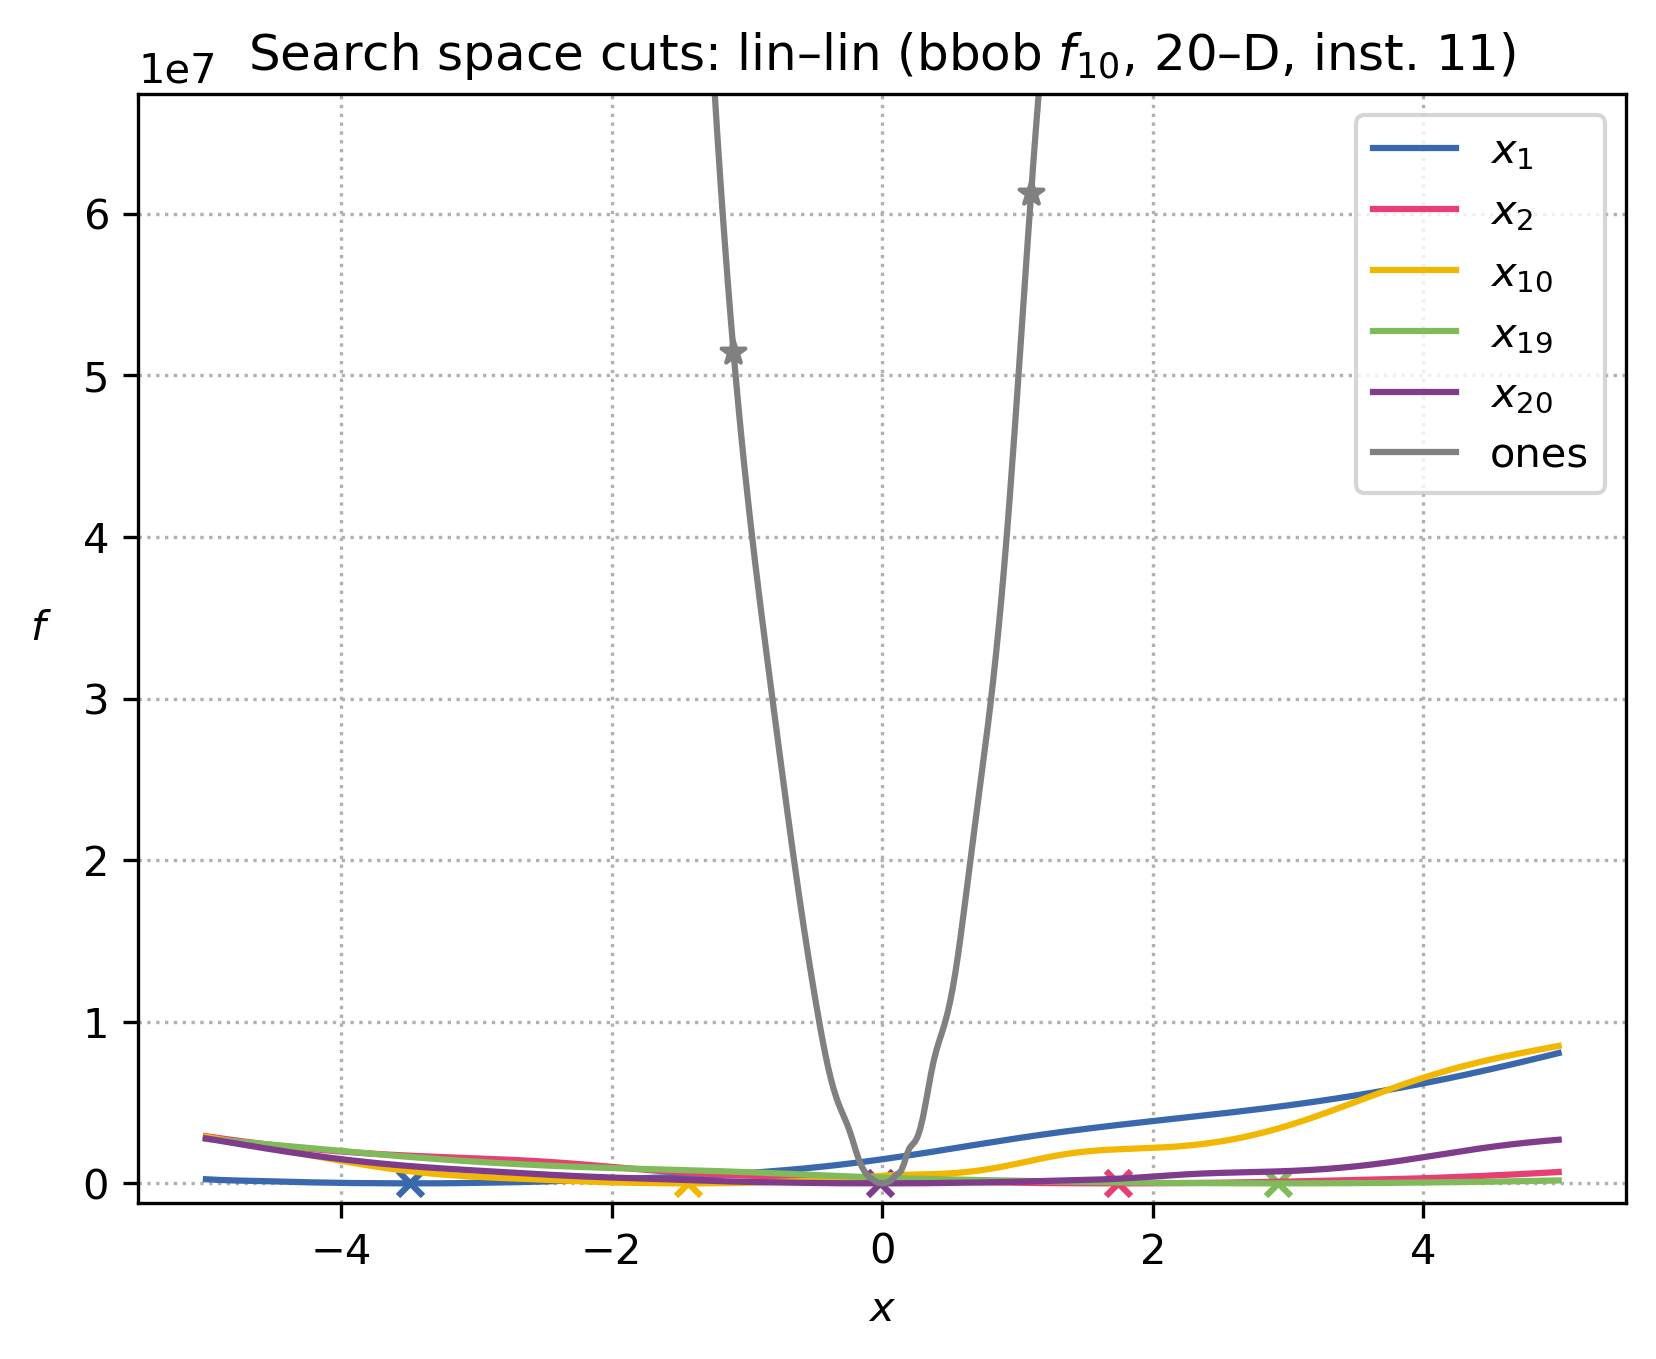 Search space cuts: lin–lin (bbob f10, 20–D, inst. 11)
1e7
6
5
4
3
2
1
0
f
−4 −2 0 2 4
x
x1
x2
x10
x19
x20
ones